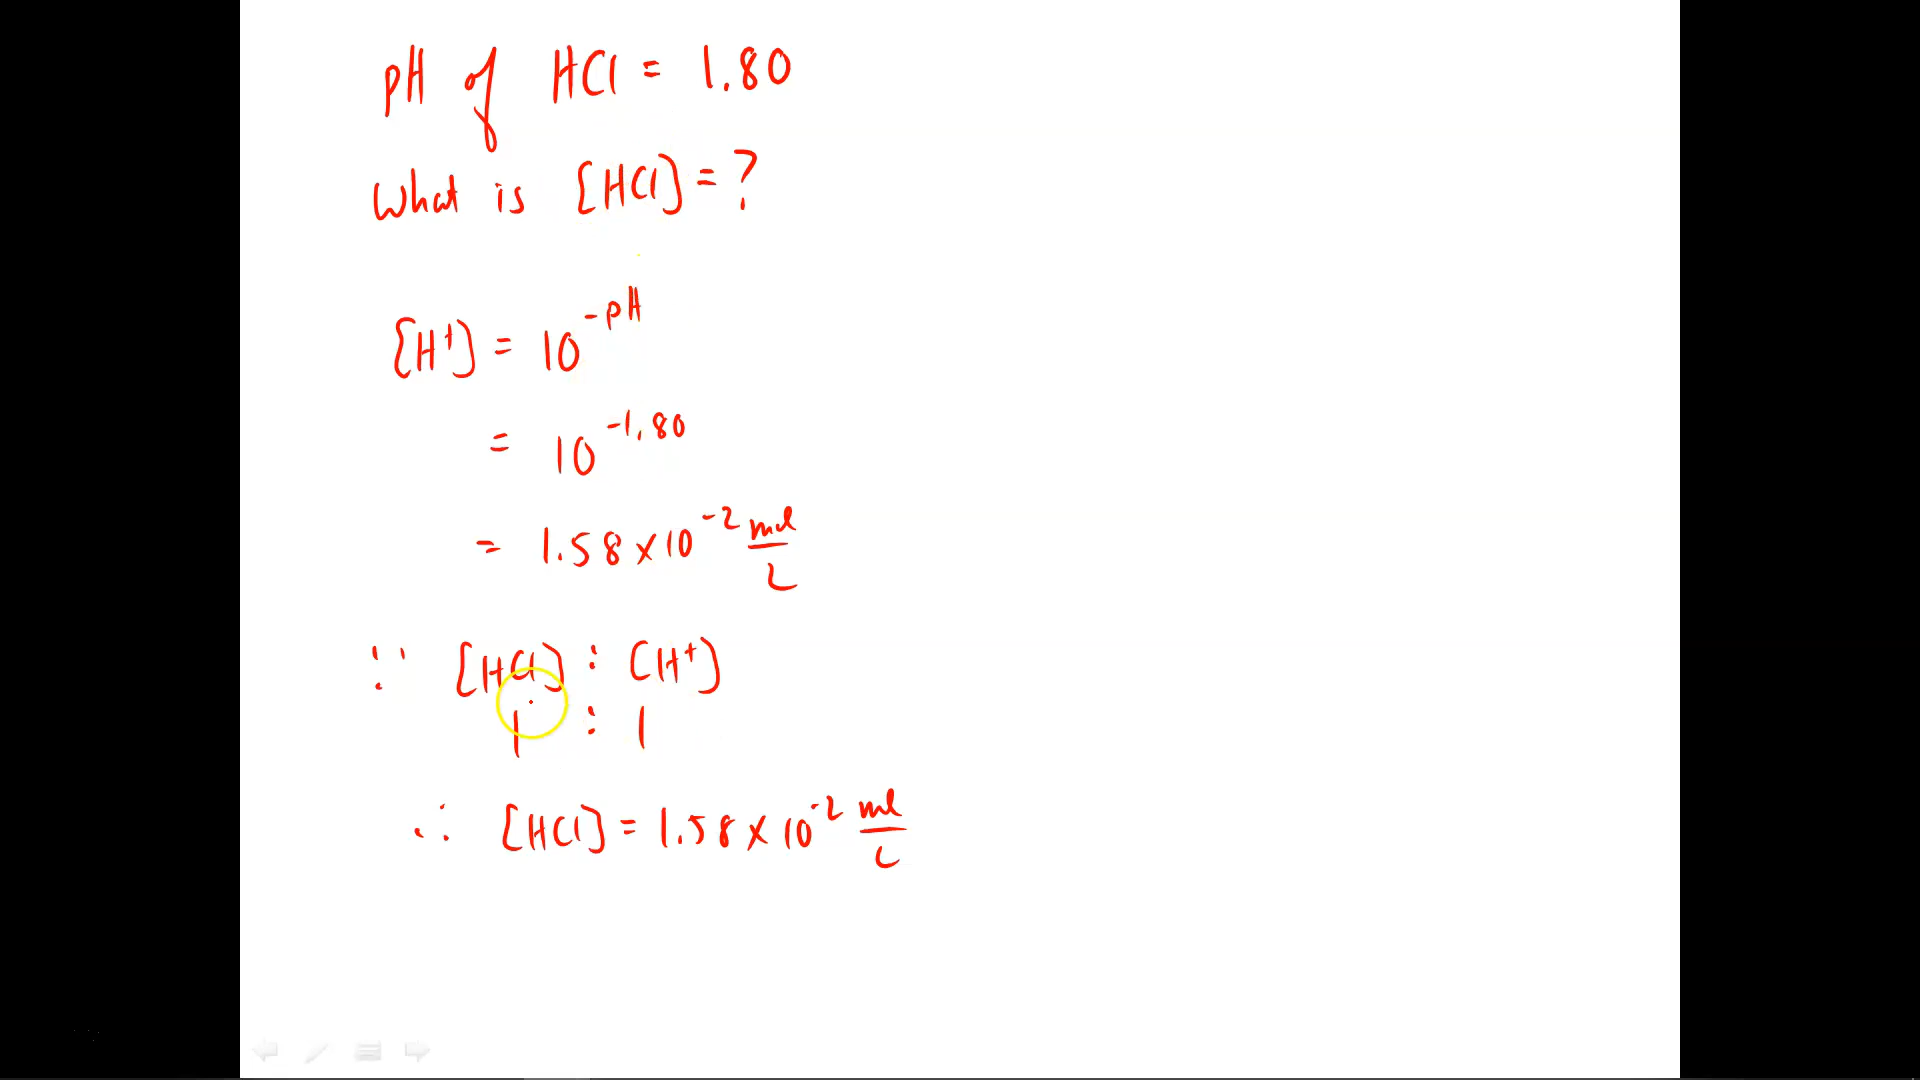 pH of HCl = 1.80
What is [HCl] = ?
[H⁺] = 10⁻ᵖᴴ
= 10⁻¹·⁸⁰
= 1.58 × 10⁻² mol/L
∵ [HCl] : [H⁺]
1 : 1
∴ [HCl] = 1.58 × 10⁻² mol/L